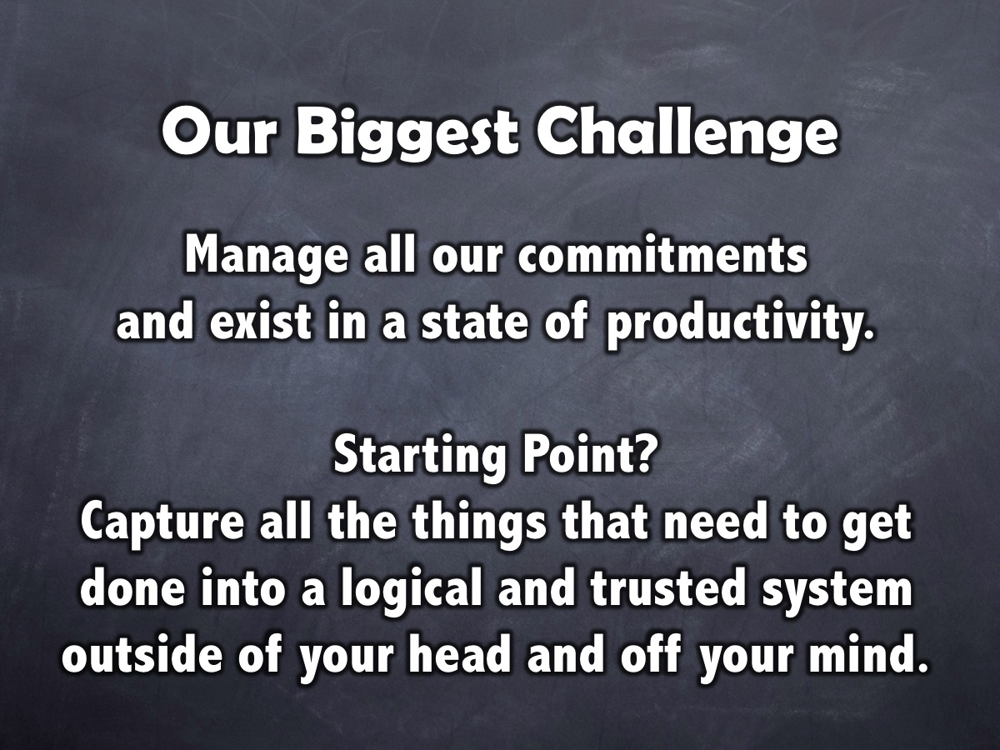 Our Biggest Challenge
Manage all our commitments
and exist in a state of productivity.
Starting Point?
Capture all the things that need to get
done into a logical and trusted system
outside of your head and off your mind.